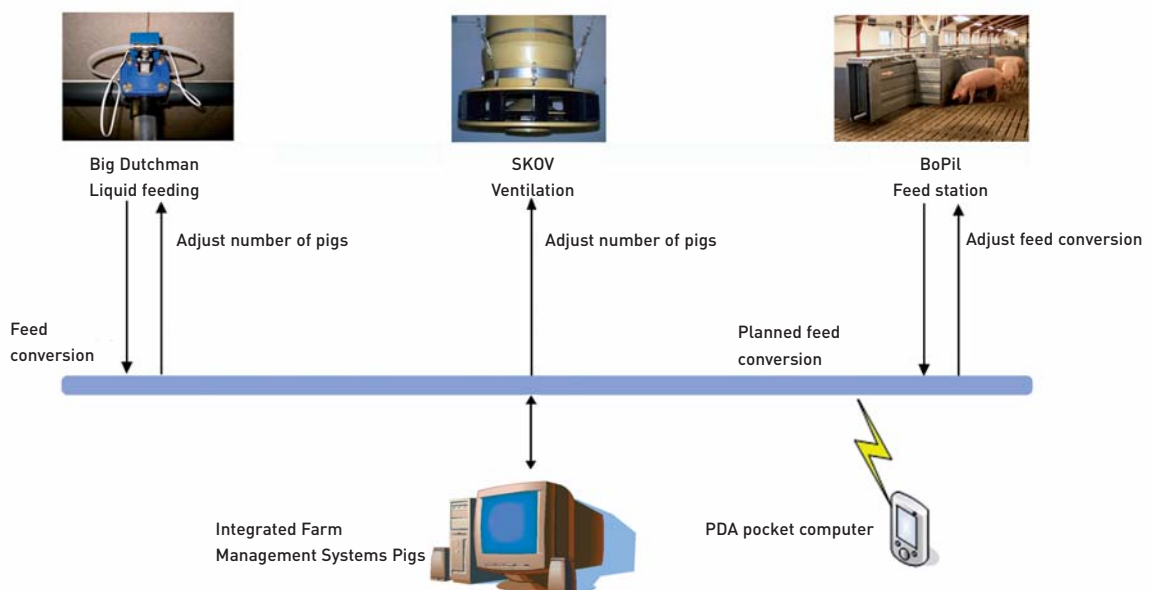 Big Dutchman
Liquid feeding
SKOV
Ventilation
BoPil
Feed station
Adjust number of pigs
Adjust number of pigs
Adjust feed conversion
Feed
conversion
Planned feed
conversion
Integrated Farm
Management Systems Pigs
PDA pocket computer